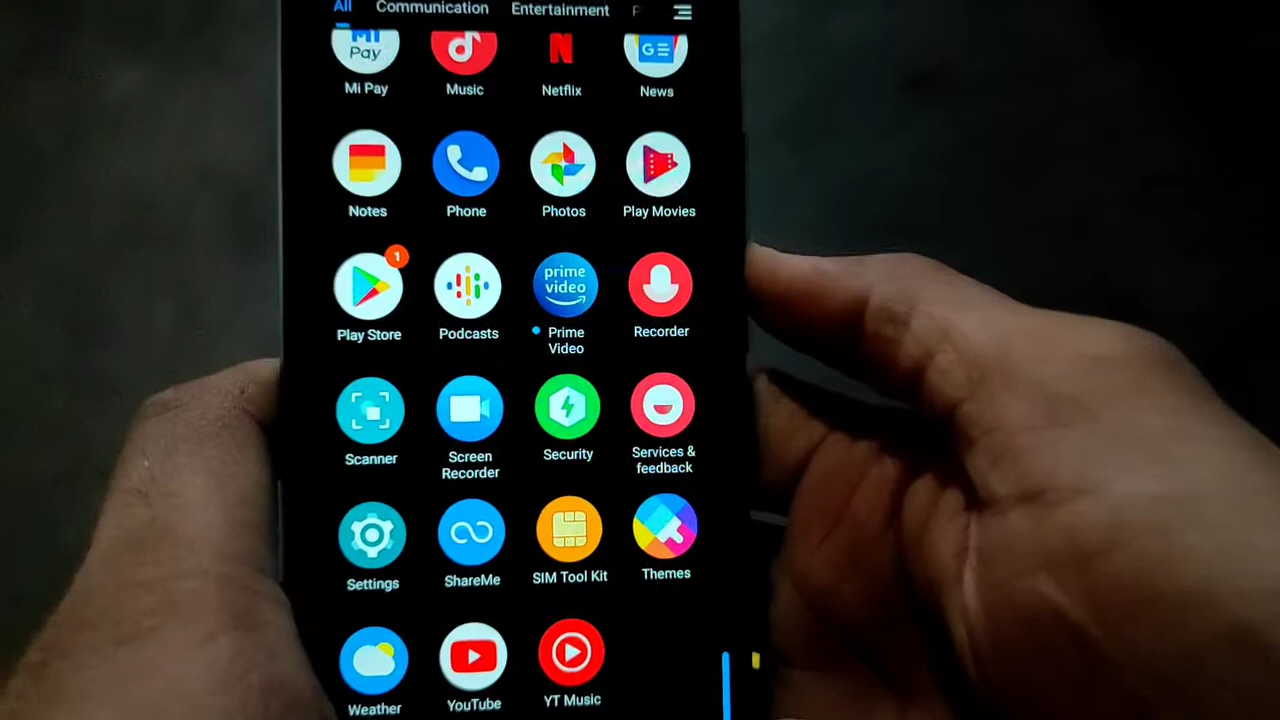 All Communication Entertainment P
MI
Pay
GE
Mi Pay Music Netflix News
Notes Phone Photos Play Movies
1
prime
video
Play Store Podcasts Prime Video Recorder
Scanner Screen Recorder Security Services & feedback
Settings ShareMe SIM Tool Kit Themes
Weather YouTube YT Music